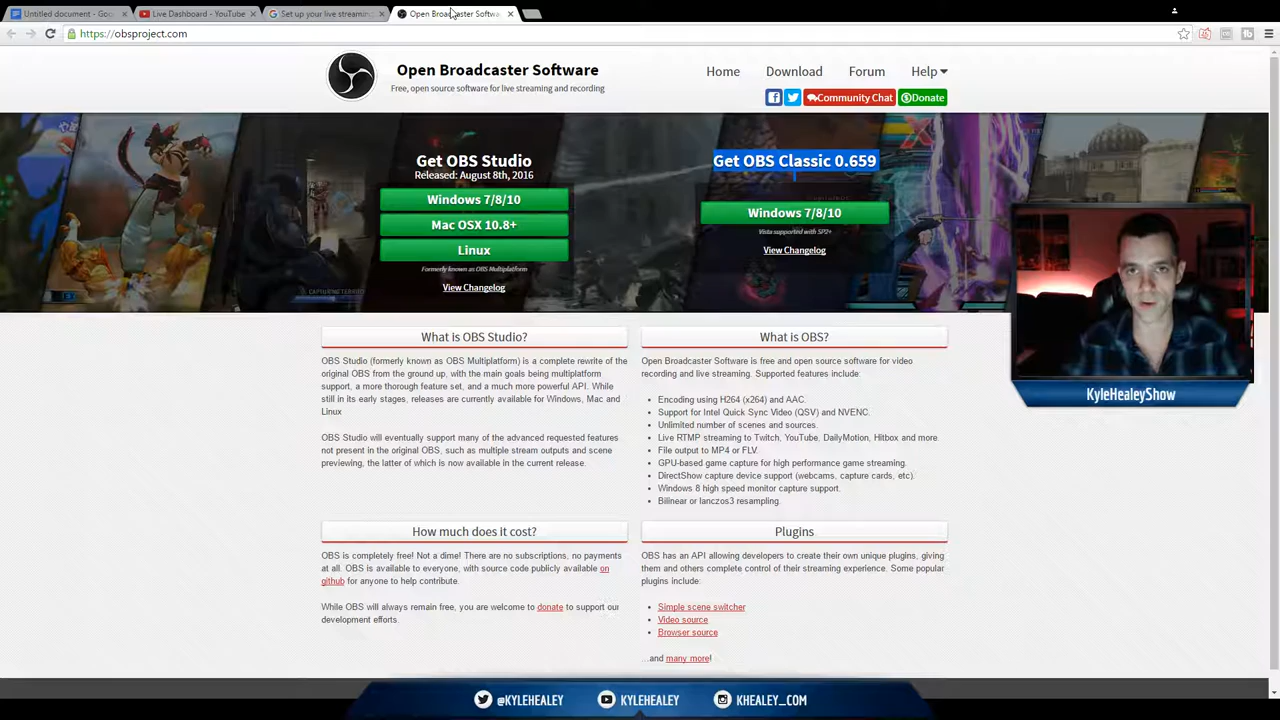 Untitled document - Goo
Live Dashboard - YouTube
Set up your live streamin
Open Broadcaster Softwa
https://obsproject.com
Open Broadcaster Software
Free, open source software for live streaming and recording
Home
Download
Forum
Help
Community Chat
Donate
Get OBS Studio
Released: August 8th, 2016
Windows 7/8/10
Mac OSX 10.8+
Linux
Formerly known as OBS Multiplatform
View Changelog
Get OBS Classic 0.659
Windows 7/8/10
Vista supported with SP2+
View Changelog
KyleHealeyShow
What is OBS Studio?
OBS Studio (formerly known as OBS Multiplatform) is a complete rewrite of the
original OBS from the ground up, with the main goals being multiplatform
support, a more thorough feature set, and a much more powerful API. While
still in its early stages, releases are currently available for Windows, Mac and
Linux
OBS Studio will eventually support many of the advanced requested features
not present in the original OBS, such as multiple stream outputs and scene
previewing, the latter of which is now available in the current release.
What is OBS?
Open Broadcaster Software is free and open source software for video
recording and live streaming. Supported features include:
Encoding using H264 (x264) and AAC.
Support for Intel Quick Sync Video (QSV) and NVENC.
Unlimited number of scenes and sources.
Live RTMP streaming to Twitch, YouTube, DailyMotion, Hitbox and more.
File output to MP4 or FLV.
GPU-based game capture for high performance game streaming.
DirectShow capture device support (webcams, capture cards, etc).
Windows 8 high speed monitor capture support.
Bilinear or lanczos3 resampling.
How much does it cost?
OBS is completely free! Not a dime! There are no subscriptions, no payments
at all. OBS is available to everyone, with source code publicly available on
github for anyone to help contribute.
While OBS will always remain free, you are welcome to donate to support our
development efforts.
Plugins
OBS has an API allowing developers to create their own unique plugins, giving
them and others complete control of their streaming experience. Some popular
plugins include:
Simple scene switcher
Video source
Browser source
...and many more!
@KYLEHEALEY
KYLEHEALEY
KHEALEY_COM